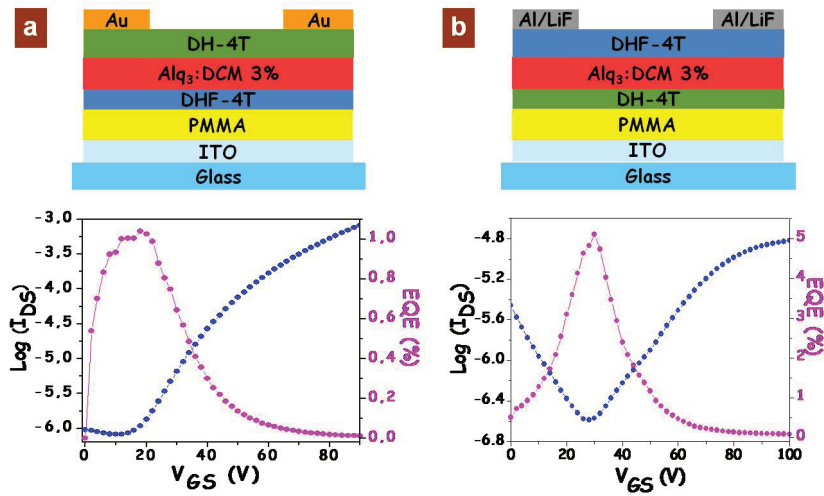 a
Au Au
DH-4T
Alq₃:DCM 3%
DHF-4T
PMMA
ITO
Glass
-3,0
-3,5
-4,0
-4,5
-5,0
-5,5
-6,0
Log (I_DS)
0 20 40 60 80
V_GS (V)
1,0
0,8
0,6
0,4
0,2
0,0
EQE (%)
b
Al/LiF Al/LiF
DHF-4T
Alq₃:DCM 3%
DH-4T
PMMA
ITO
Glass
-4.8
-5.2
-5.6
-6.0
-6.4
-6.8
Log (I_DS)
0 20 40 60 80 100
V_GS (V)
5
4
3
2
1
0
EQE (%)